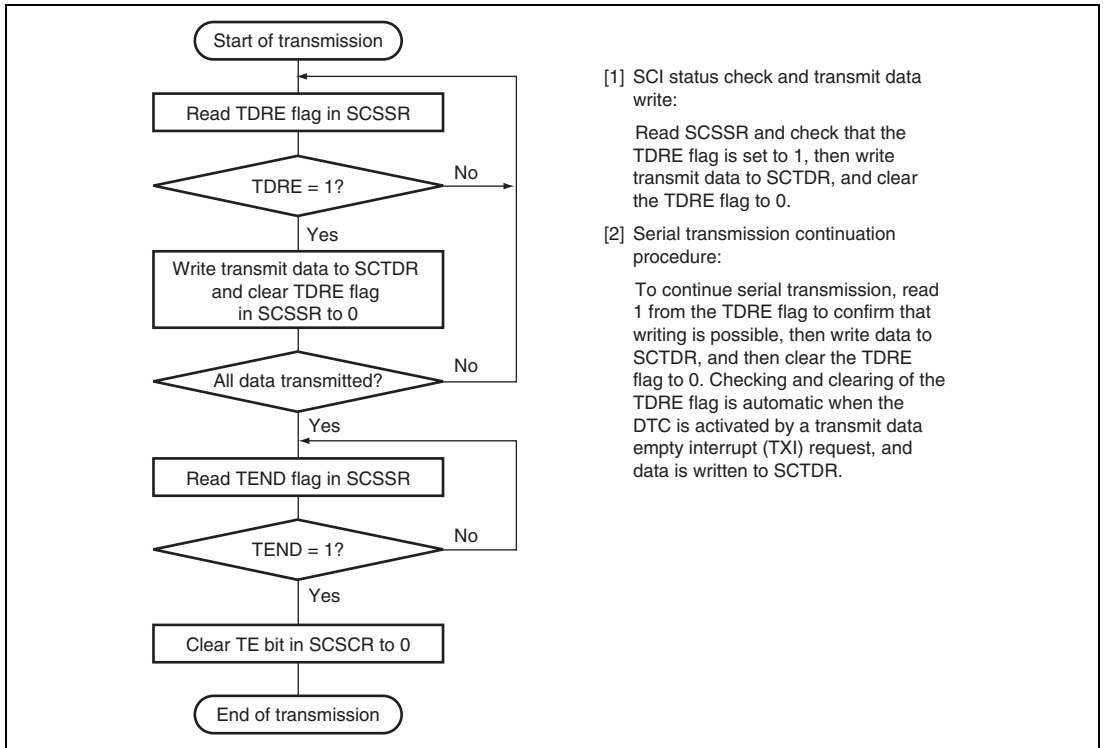 Start of transmission
Read TDRE flag in SCSSR
TDRE = 1?
No
Yes
Write transmit data to SCTDR
and clear TDRE flag
in SCSSR to 0
All data transmitted?
No
Yes
Read TEND flag in SCSSR
TEND = 1?
No
Yes
Clear TE bit in SCSCR to 0
End of transmission
[1] SCI status check and transmit data
write:
Read SCSSR and check that the
TDRE flag is set to 1, then write
transmit data to SCTDR, and clear
the TDRE flag to 0.
[2] Serial transmission continuation
procedure:
To continue serial transmission, read
1 from the TDRE flag to confirm that
writing is possible, then write data to
SCTDR, and then clear the TDRE
flag to 0. Checking and clearing of the
TDRE flag is automatic when the
DTC is activated by a transmit data
empty interrupt (TXI) request, and
data is written to SCTDR.